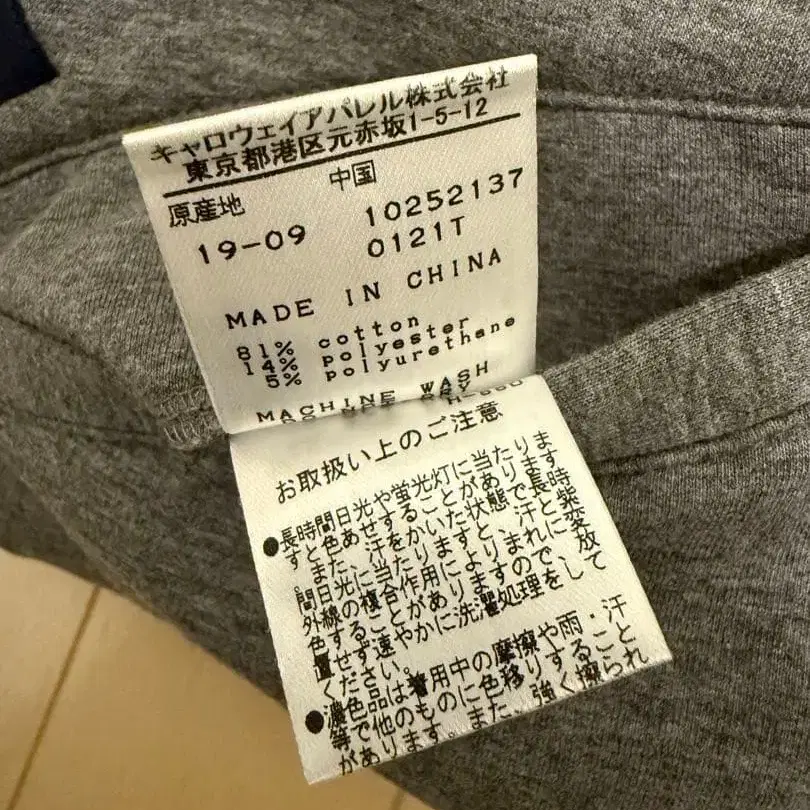 キャロウェイアパレル株式会社
東京都港区元赤坂1-5-12
原産地 中国
19-09 10252137
0121T
MADE IN CHINA
81% cotton
14% polyester
5% polyurethane
MACHINE WASH
お取扱い上のご注意
●長時間日光や蛍光灯に当たります
すと色あせすることがあります
また、汗をかいた状態で長時
間日光に当たりますと、汗と紫
外線の複合作用によりまれに変
色することがありますので、放
置せず速やかに洗濯処理をして
ください。
●濃色品は着用中の摩擦や雨・汗
等で他のものに色移りすること
があります。また、強く擦られ